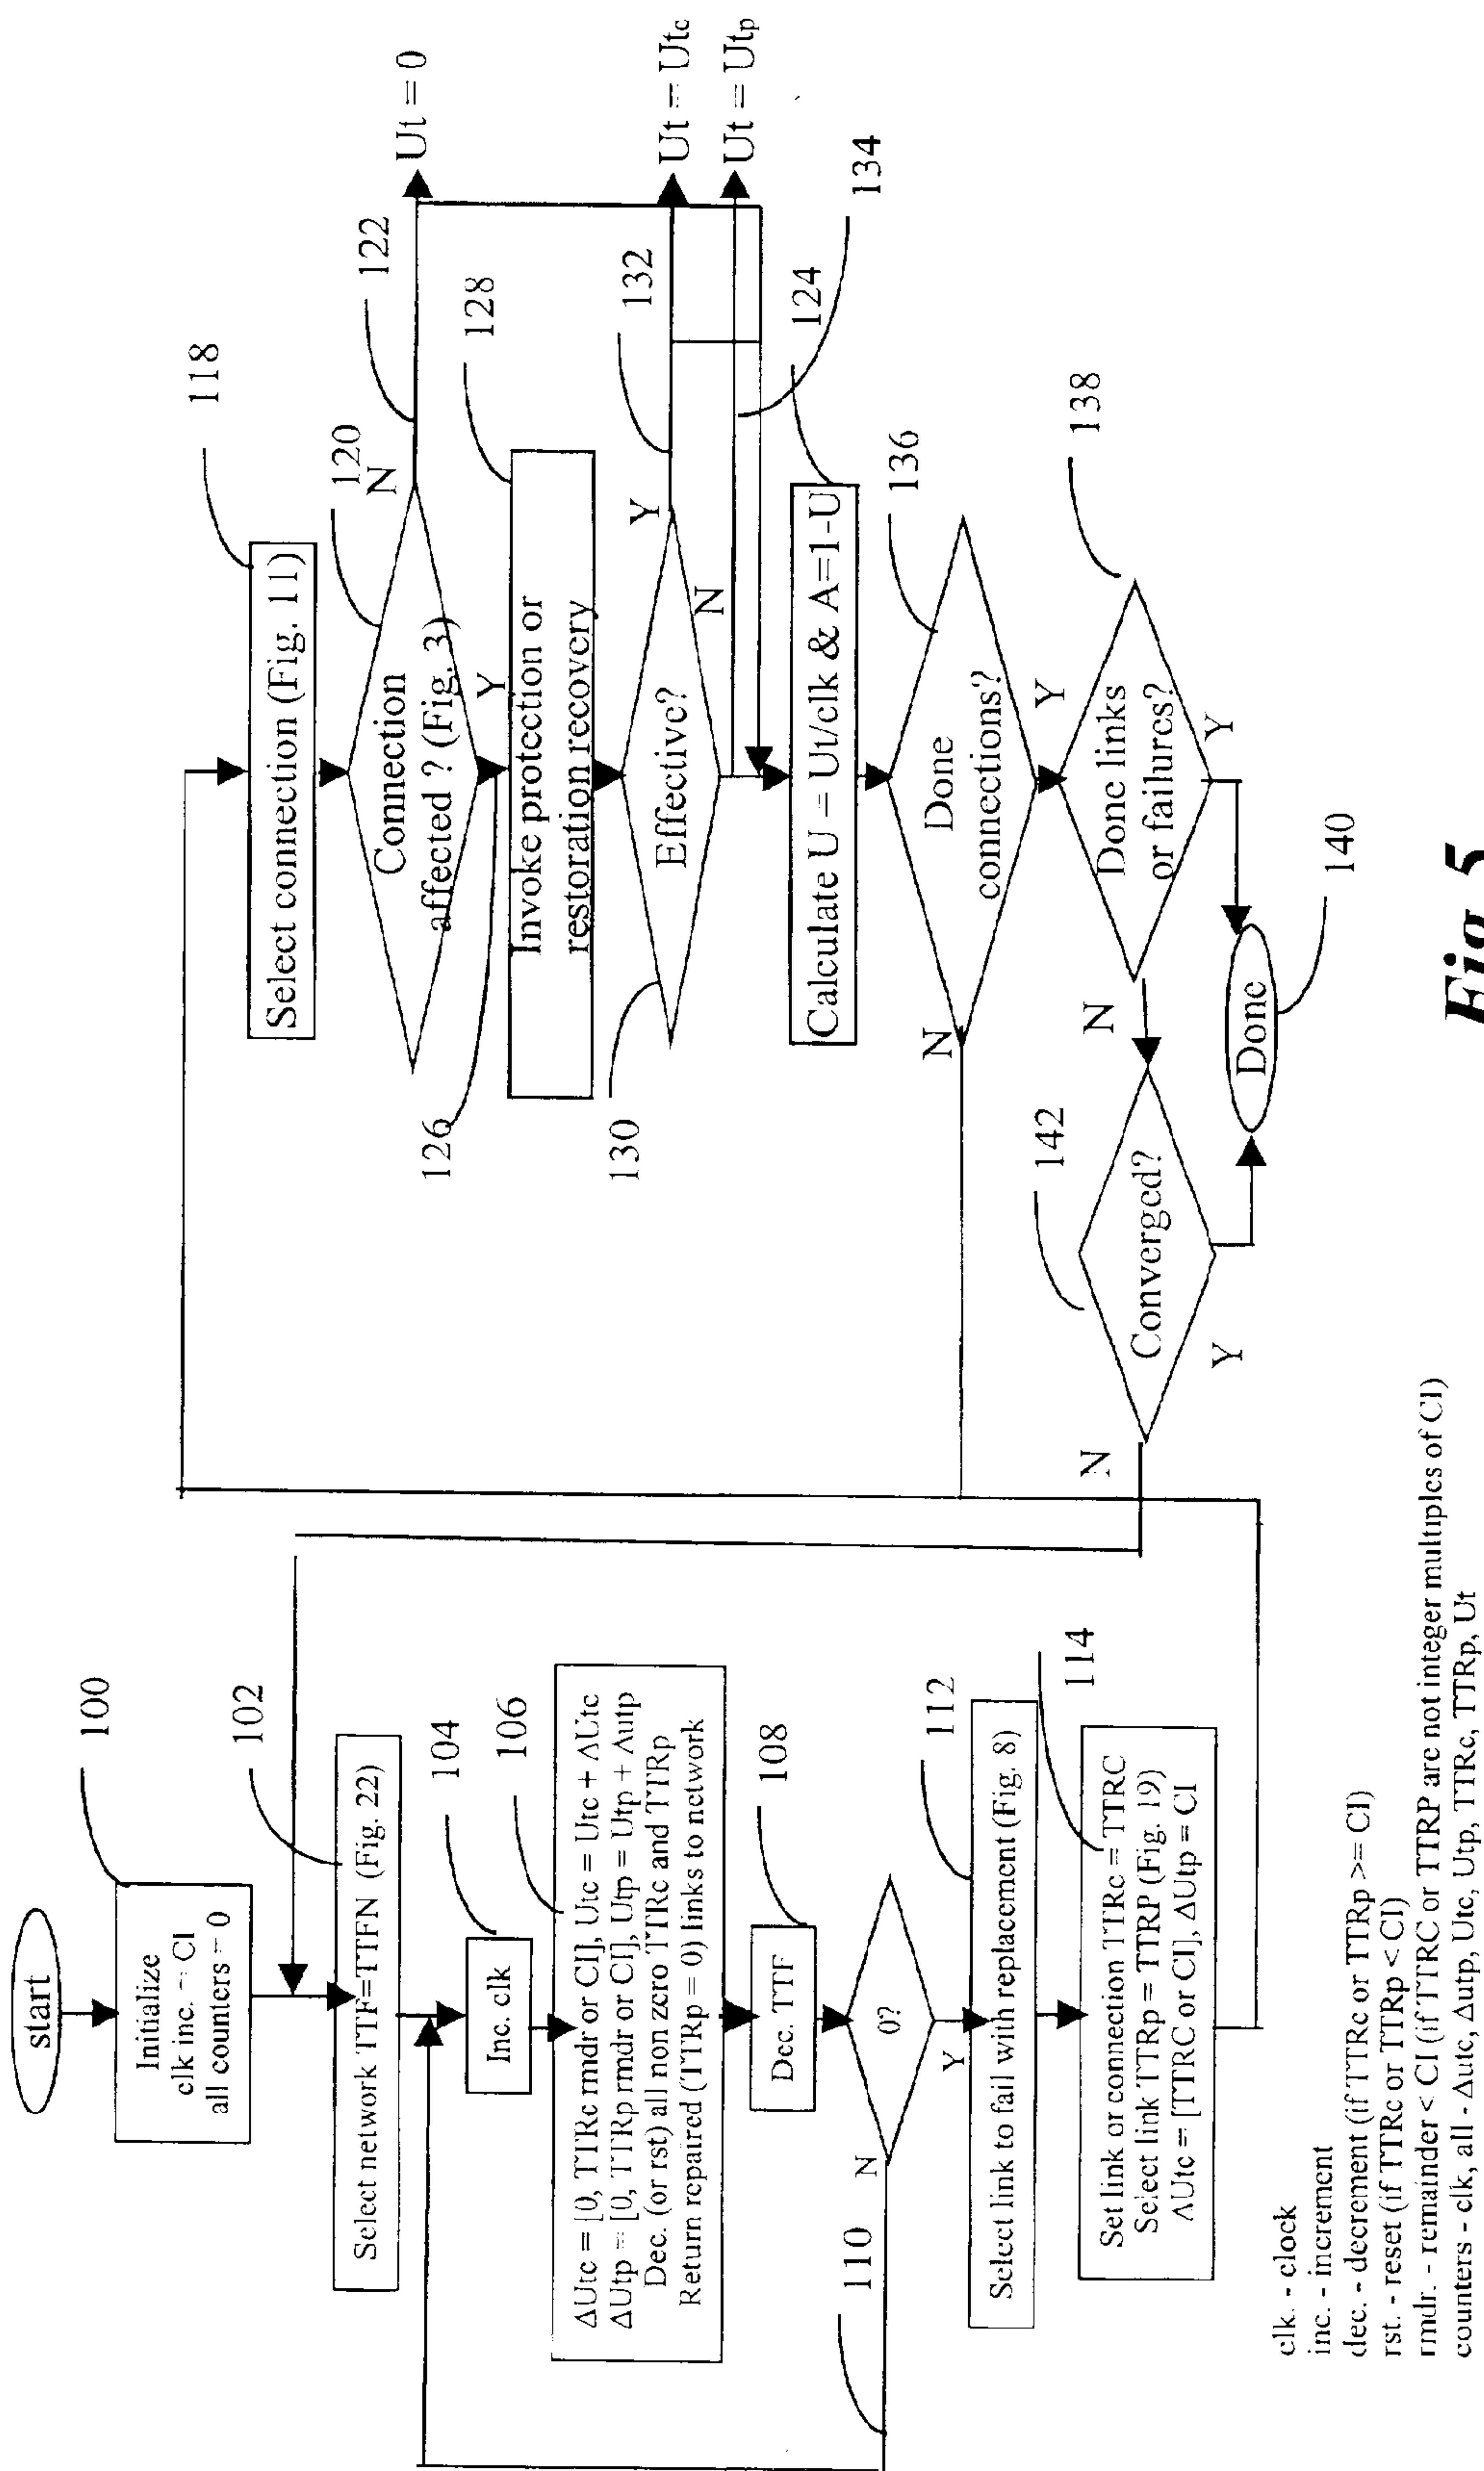 start
100
Initialize
clk inc. = CI
all counters = 0
102
Select network TTF=TTFN (Fig. 22)
104
Inc. clk
106
ΔUtc = [0, TTRc rmdr or CI], Utc = Utc + ΔUtc
ΔUtp = [0, TTRp rmdr or CI], Utp = Utp + Δutp
Dec. (or rst) all non zero TTRc and TTRp
Return repaired (TTRp = 0) links to network
108
Dec. TTF
0?
N
Y
110
112
Select link to fail with replacement (Fig. 8)
114
Set link or connection TTRc = TTRC
Select link TTRp = TTRP (Fig. 19)
ΔUtc = [TTRC or CI], ΔUtp = CI
clk. - clock
inc. - increment
dec. - decrement (if TTRc or TTRp >= CI)
rst. - reset (if TTRc or TTRp < CI)
rmdr. - remainder < CI (if TTRC or TTRP are not integer multiples of CI)
counters - clk, all - Δutc, Δutp, Utc, Utp, TTRc, TTRp, Ut
118
Select connection (Fig. 11)
120
N
Connection
affected ? (Fig. 3)
122
Ut = 0
Y
126
128
Invoke protection or
restoration recovery
130
Effective?
Y
132
Ut = Utc
N
Ut = Utp
134
124
Calculate U = Ut/clk & A=1-U
136
Done
connections?
N
Y
138
Done links
or failures?
N
Y
142
Converged?
N
Y
Done
140
Fig. 5